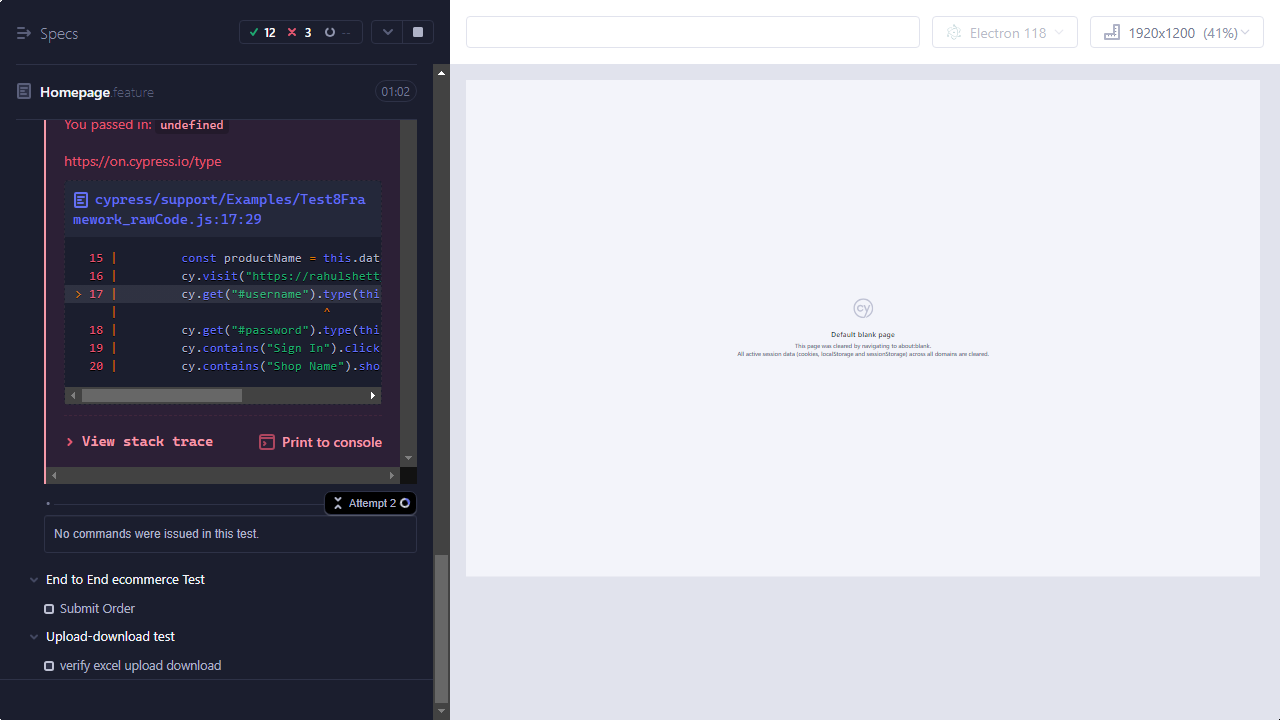 Specs
12 3 --
Electron 118
1920x1200 (41%)
Homepage.feature
01:02
You passed in: undefined
https://on.cypress.io/type
cypress/support/Examples/Test8Fra
mework_rawCode.js:17:29
15 | const productName = this.dat
16 | cy.visit("https://rahulshett
> 17 | cy.get("#username").type(thi
| ^
18 | cy.get("#password").type(thi
19 | cy.contains("Sign In").click
20 | cy.contains("Shop Name").sho
> View stack trace
Print to console
Attempt 2
No commands were issued in this test.
End to End ecommerce Test
Submit Order
Upload-download test
verify excel upload download
cy
Default blank page
This page was cleared by navigating to about:blank.
All active session data (cookies, localStorage and sessionStorage) across all domains are cleared.